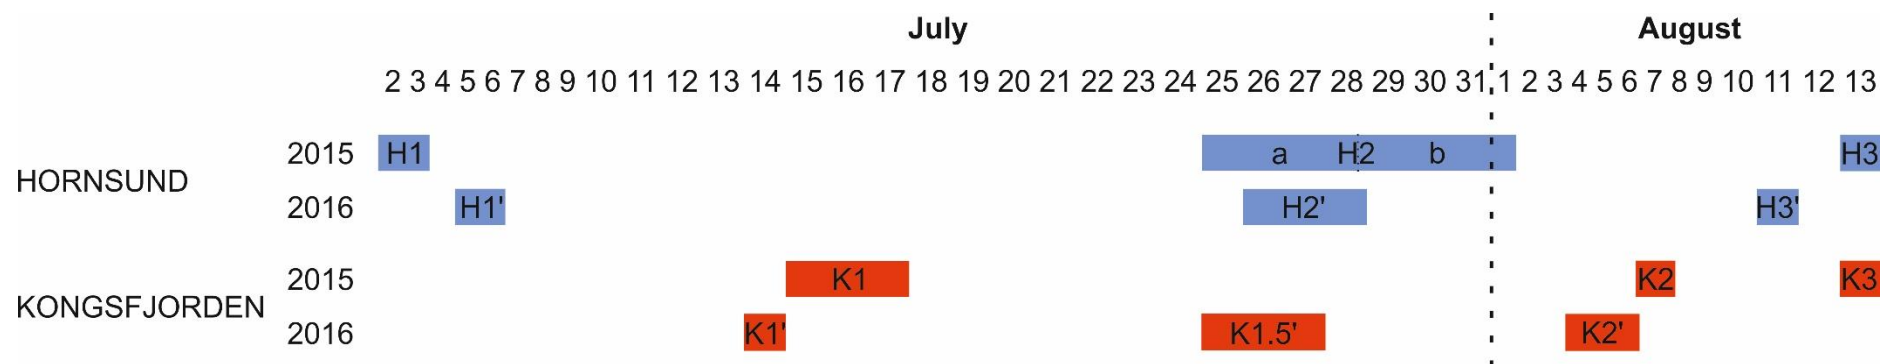 July August
2 3 4 5 6 7 8 9 10 11 12 13 14 15 16 17 18 19 20 21 22 23 24 25 26 27 28 29 30 31 1 2 3 4 5 6 7 8 9 10 11 12 13
HORNSUND
2015 H1 a H2 b H3
2016 H1' H2' H3'
KONGSFJORDEN
2015 K1 K2 K3
2016 K1' K1.5' K2'